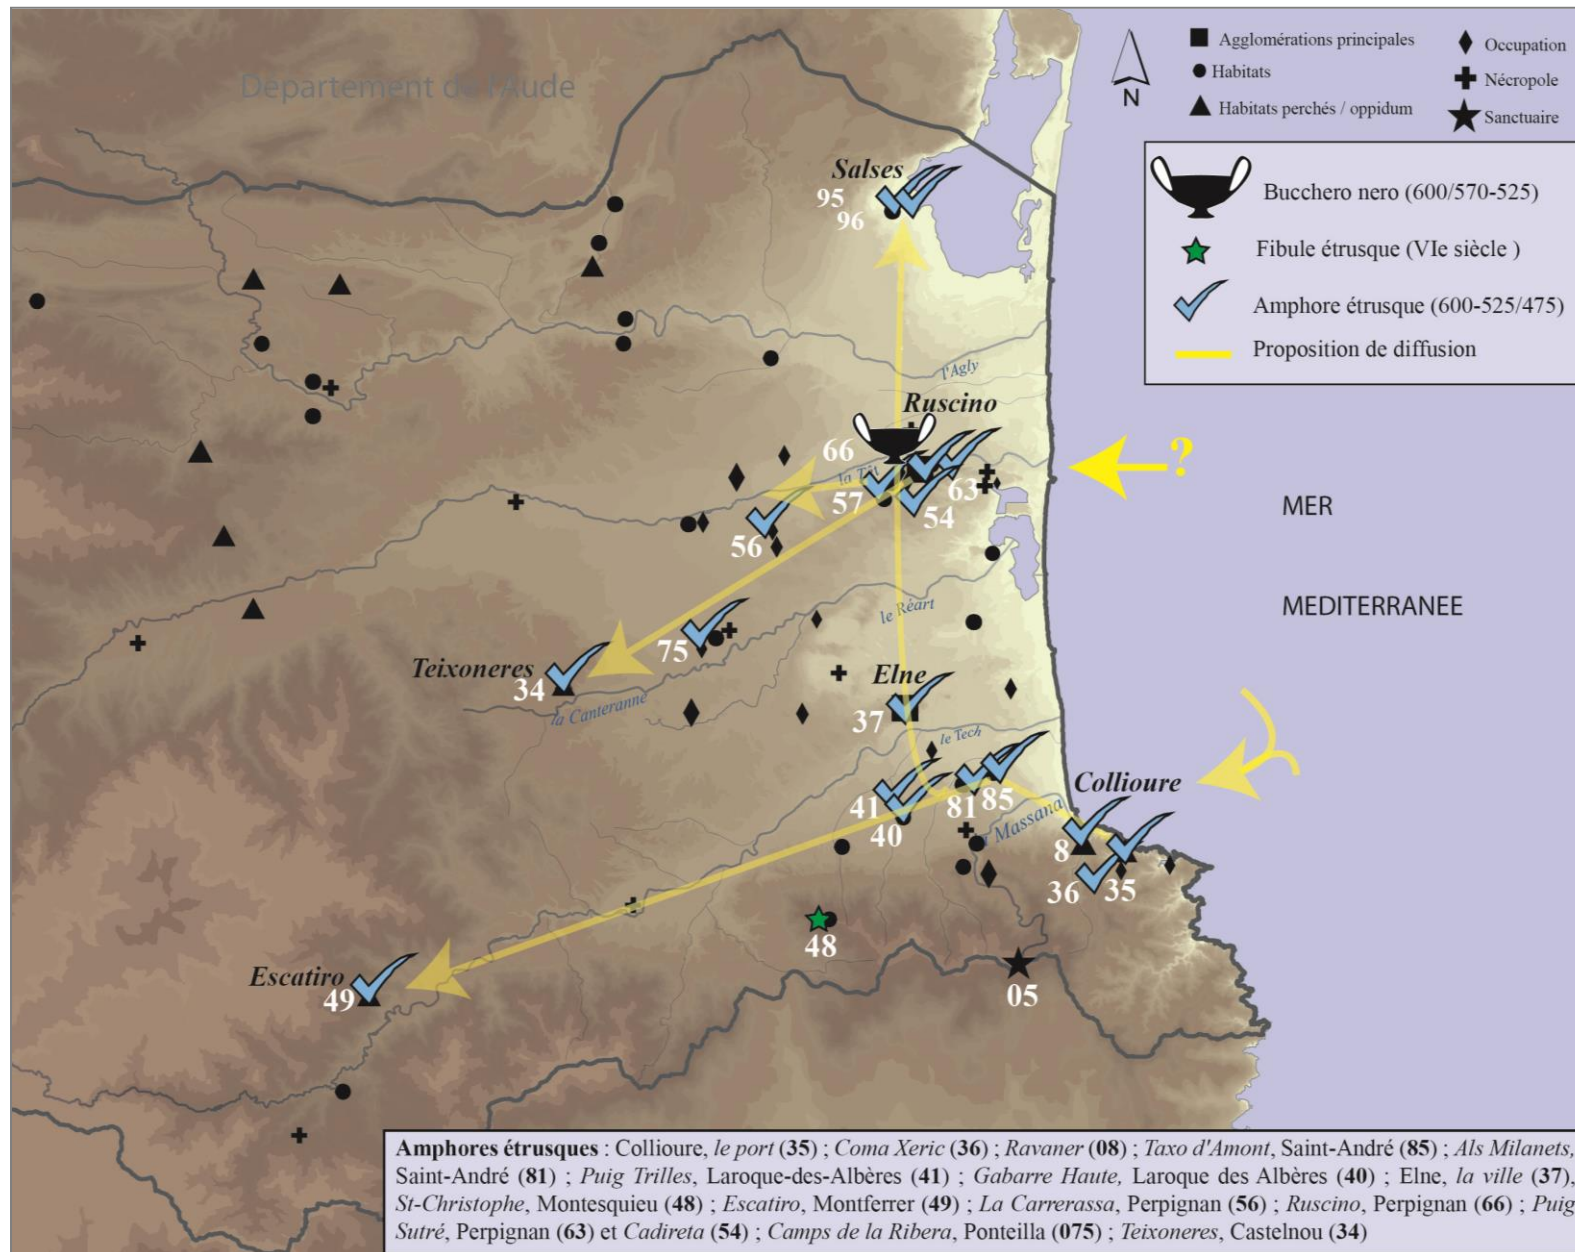 Département de l'Aude
N
Agglomérations principales
Habitats
Habitats perchés / oppidum
Occupation
Nécropole
Sanctuaire
Bucchero nero (600/570-525)
Fibule étrusque (VIe siècle )
Amphore étrusque (600-525/475)
Proposition de diffusion
Salses
95
96
l'Agly
Ruscino
66
la Têt
57
63
54
56
?
MER
MEDITERRANEE
le Réart
75
Teixoneres
34
la Canteranne
Elne
37
le Tech
Collioure
41
40
81
85
Massana
8
36
35
48
05
Escatiro
49
Amphores étrusques : Collioure, le port (35) ; Coma Xeric (36) ; Ravaner (08) ; Taxo d'Amont, Saint-André (85) ; Als Milanets,
Saint-André (81) ; Puig Trilles, Laroque-des-Albères (41) ; Gabarre Haute, Laroque des Albères (40) ; Elne, la ville (37),
St-Christophe, Montesquieu (48) ; Escatiro, Montferrer (49) ; La Carrerassa, Perpignan (56) ; Ruscino, Perpignan (66) ; Puig
Sutré, Perpignan (63) et Cadireta (54) ; Camps de la Ribera, Ponteilla (075) ; Teixoneres, Castelnou (34)